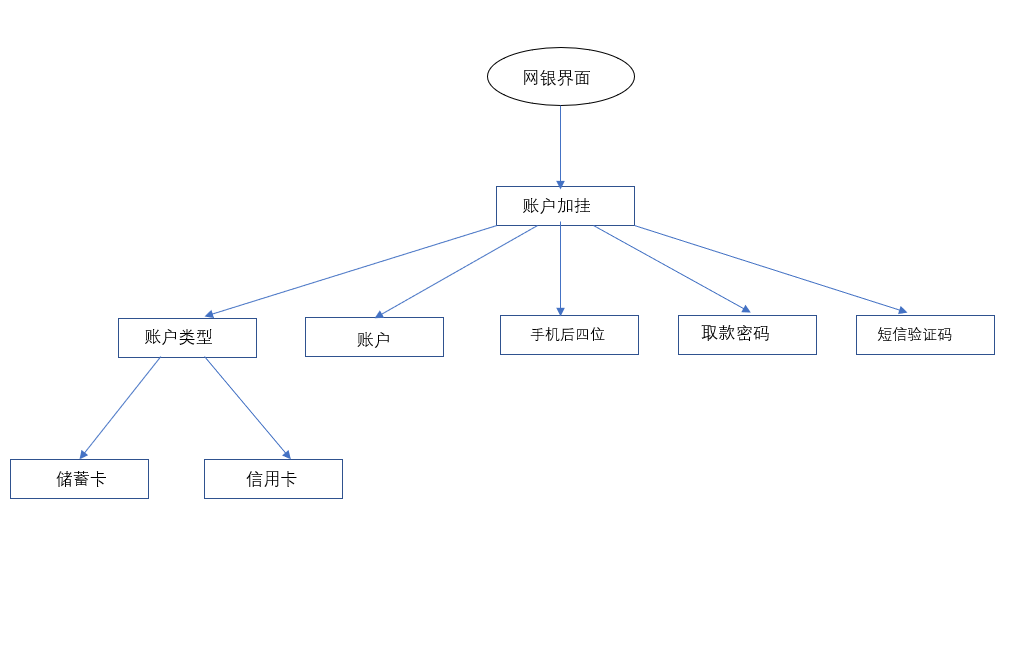 网银界面
账户加挂
账户类型
账户
手机后四位
取款密码
短信验证码
储蓄卡
信用卡